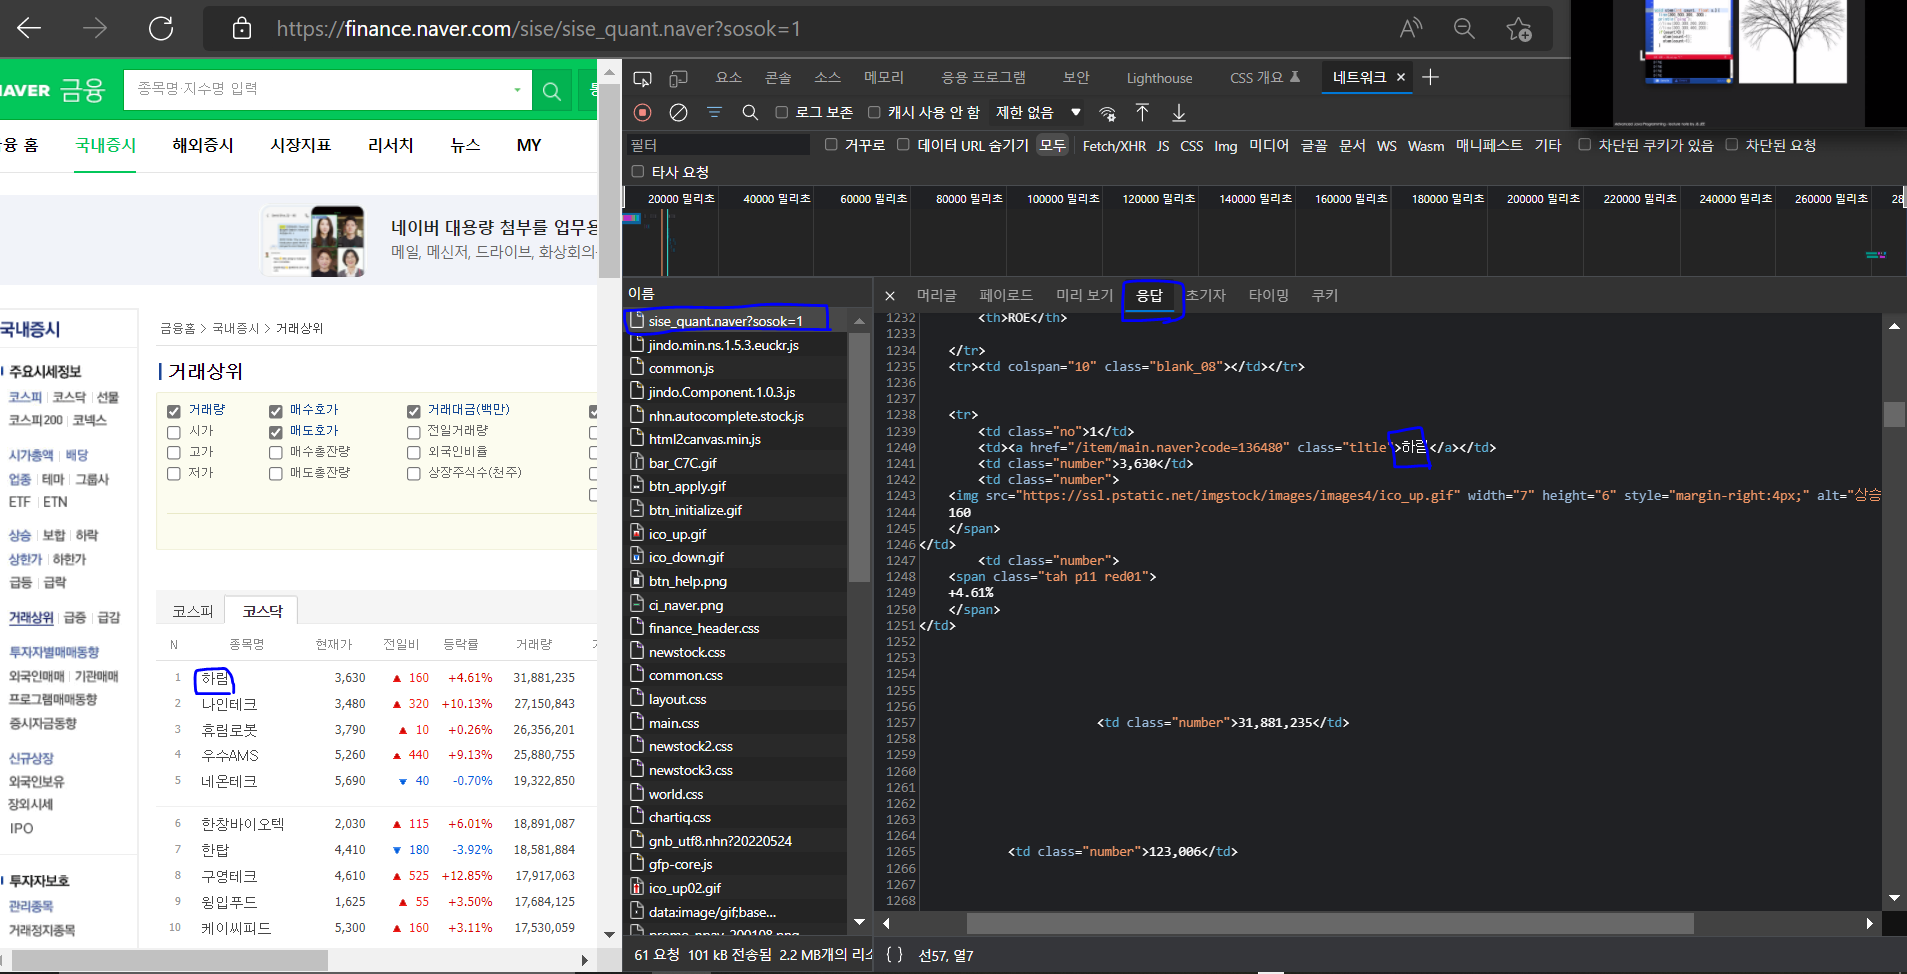 https://finance.naver.com/sise/sise_quant.naver?sosok=1
NAVER 금융
종목명·지수명 입력
통
금융 홈 국내증시 해외증시 시장지표 리서치 뉴스 MY
네이버 대용량 첨부를 업무용
메일, 메신저, 드라이브, 화상회의
국내증시
주요시세정보
코스피 코스닥 선물
코스피200 코넥스
시가총액 배당
업종 테마 그룹사
ETF ETN
상승 보합 하락
상한가 하한가
급등 급락
거래상위 급증 급감
투자자별매매동향
외국인매매 기관매매
프로그램매매동향
증시자금동향
신규상장
외국인보유
장외시세
IPO
투자자보호
관리종목
거래정지종목
금융홈 > 국내증시 > 거래상위
거래상위
거래량 매수호가 거래대금(백만)
시가 매도호가 전일거래량
고가 매수총잔량 외국인비율
저가 매도총잔량 상장주식수(천주)
코스피 코스닥
N 종목명 현재가 전일비 등락률 거래량
1 하림 3,630 ▲ 160 +4.61% 31,881,235
2 나인테크 3,480 ▲ 320 +10.13% 27,150,843
3 휴림로봇 3,790 ▲ 10 +0.26% 26,356,201
4 우수AMS 5,260 ▲ 440 +9.13% 25,880,755
5 네온테크 5,690 ▼ 40 -0.70% 19,322,850
6 한창바이오텍 2,030 ▲ 115 +6.01% 18,891,087
7 한탑 4,410 ▼ 180 -3.92% 18,581,884
8 구영테크 4,610 ▲ 525 +12.85% 17,917,063
9 윙입푸드 1,625 ▲ 55 +3.50% 17,684,125
10 케이씨피드 5,300 ▲ 160 +3.11% 17,530,059
요소 콘솔 소스 메모리 응용 프로그램 보안 Lighthouse CSS 개요 네트워크 × +
로그 보존 캐시 사용 안 함 제한 없음 ▼
필터 거꾸로 데이터 URL 숨기기 모두 Fetch/XHR JS CSS Img 미디어 글꼴 문서 WS Wasm 매니페스트 기타 차단된 쿠키가 있음 차단된 요청
타사 요청
20000 밀리초 40000 밀리초 60000 밀리초 80000 밀리초 100000 밀리초 120000 밀리초 140000 밀리초 160000 밀리초 180000 밀리초 200000 밀리초 220000 밀리초 240000 밀리초 260000 밀리초 28
이름
sise_quant.naver?sosok=1
jindo.min.ns.1.5.3.euckr.js
common.js
jindo.Component.1.0.3.js
nhn.autocomplete.stock.js
html2canvas.min.js
bar_C7C.gif
btn_apply.gif
btn_initialize.gif
ico_up.gif
ico_down.gif
btn_help.png
ci_naver.png
finance_header.css
newstock.css
common.css
layout.css
main.css
newstock2.css
newstock3.css
world.css
chartiq.css
gnb_utf8.nhn?20220524
gfp-core.js
ico_up02.gif
data:image/gif;base...
promo_npay_200108.png
61 요청 101 kB 전송됨 2.2 MB개의 리소
× 머리글 페이로드 미리 보기 응답 초기자 타이밍 쿠키
1232 <th>ROE</th>
1233
1234 </tr>
1235 <tr><td colspan="10" class="blank_08"></td></tr>
1236
1237
1238 <tr>
1239 <td class="no">1</td>
1240 <td><a href="/item/main.naver?code=136480" class="tltle">하림</a></td>
1241 <td class="number">3,630</td>
1242 <td class="number">
1243 <img src="https://ssl.pstatic.net/imgstock/images/images4/ico_up.gif" width="7" height="6" style="margin-right:4px;" alt="상승
1244 160
1245 </span>
1246 </td>
1247 <td class="number">
1248 <span class="tah p11 red01">
1249 +4.61%
1250 </span>
1251 </td>
1252
1253
1254
1255
1256
1257 <td class="number">31,881,235</td>
1258
1259
1260
1261
1262
1263
1264
1265 <td class="number">123,006</td>
1266
1267
1268
{ } 선57, 열7